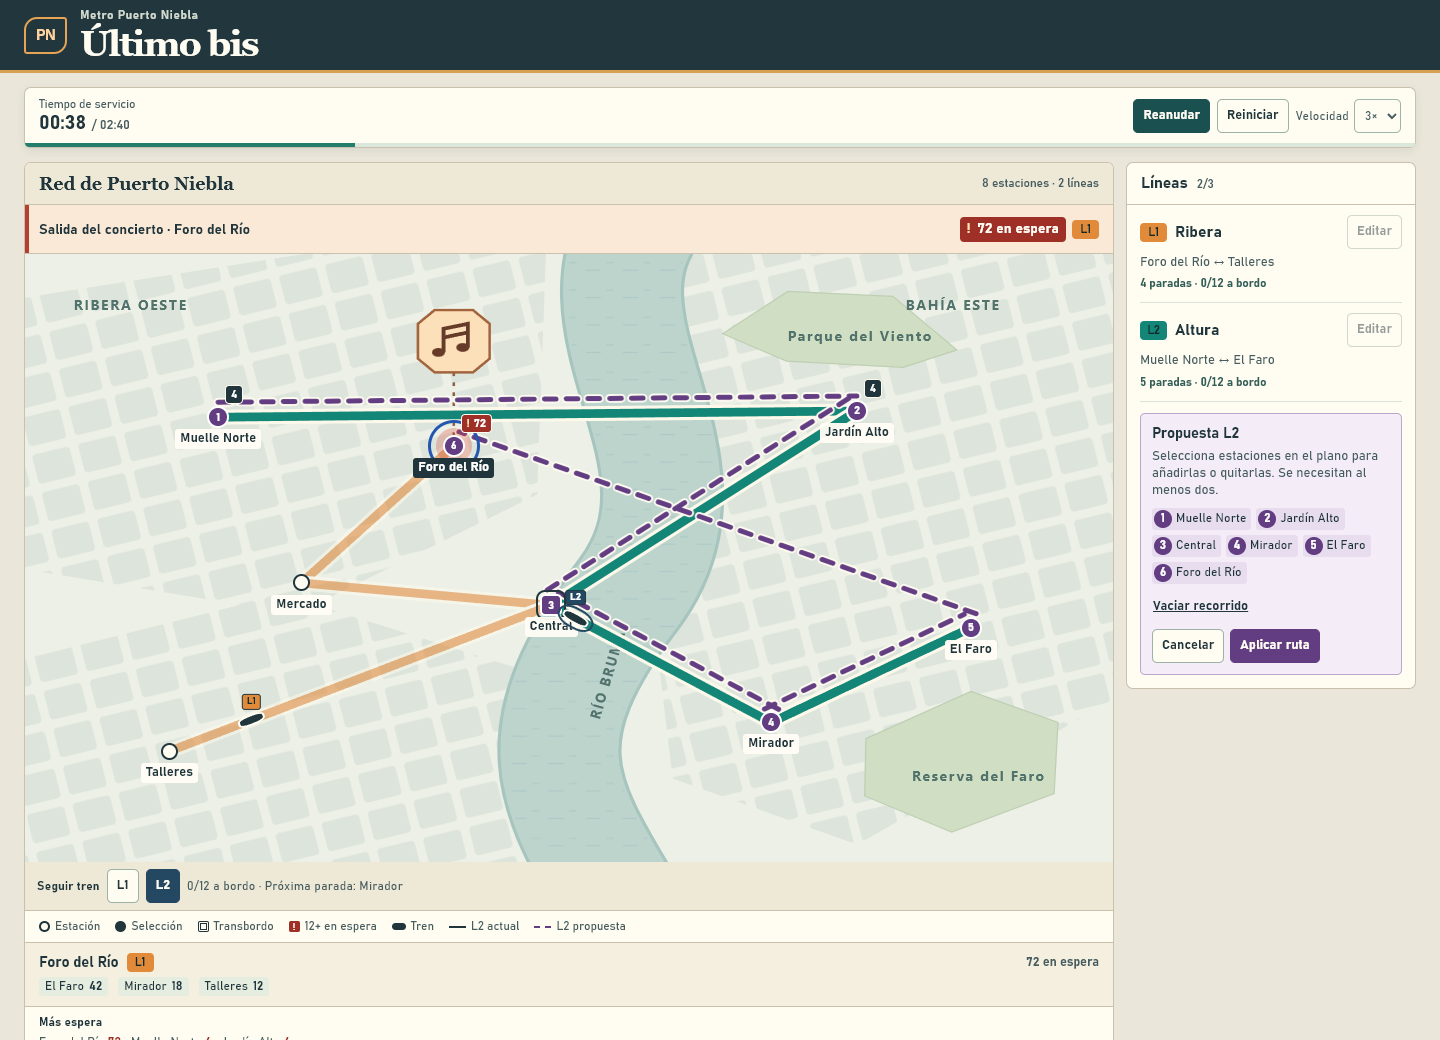 PN
Metro Puerto Niebla
Último bis
Tiempo de servicio
00:38 / 02:40
Reanudar
Reiniciar
Velocidad
3×
Red de Puerto Niebla
8 estaciones · 2 líneas
Salida del concierto · Foro del Río
! 72 en espera
L1
RIBERA OESTE
BAHÍA ESTE
Parque del Viento
4
4
1
2
Muelle Norte
Jardín Alto
! 72
6
Foro del Río
Mercado
L2
3
Central
5
El Faro
RÍO BRUM
L1
4
Mirador
Talleres
Reserva del Faro
Seguir tren
L1
L2
0/12 a bordo · Próxima parada: Mirador
Estación
Selección
Transbordo
! 12+ en espera
Tren
L2 actual
L2 propuesta
Foro del Río L1
72 en espera
El Faro 42
Mirador 18
Talleres 12
Más espera
Líneas 2/3
L1 Ribera
Editar
Foro del Río ↔ Talleres
4 paradas · 0/12 a bordo
L2 Altura
Editar
Muelle Norte ↔ El Faro
5 paradas · 0/12 a bordo
Propuesta L2
Selecciona estaciones en el plano para
añadirlas o quitarlas. Se necesitan al
menos dos.
1 Muelle Norte
2 Jardín Alto
3 Central
4 Mirador
5 El Faro
6 Foro del Río
Vaciar recorrido
Cancelar
Aplicar ruta